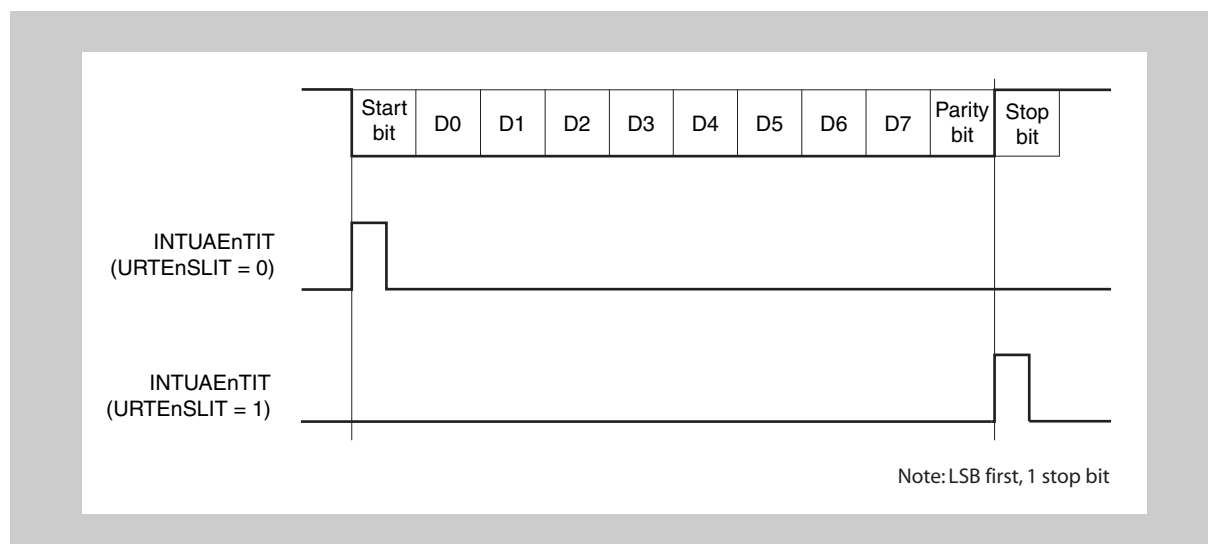 Start bit D0 D1 D2 D3 D4 D5 D6 D7 Parity bit Stop bit
INTUAEnTIT
(URTEnSLIT = 0)
INTUAEnTIT
(URTEnSLIT = 1)
Note: LSB first, 1 stop bit